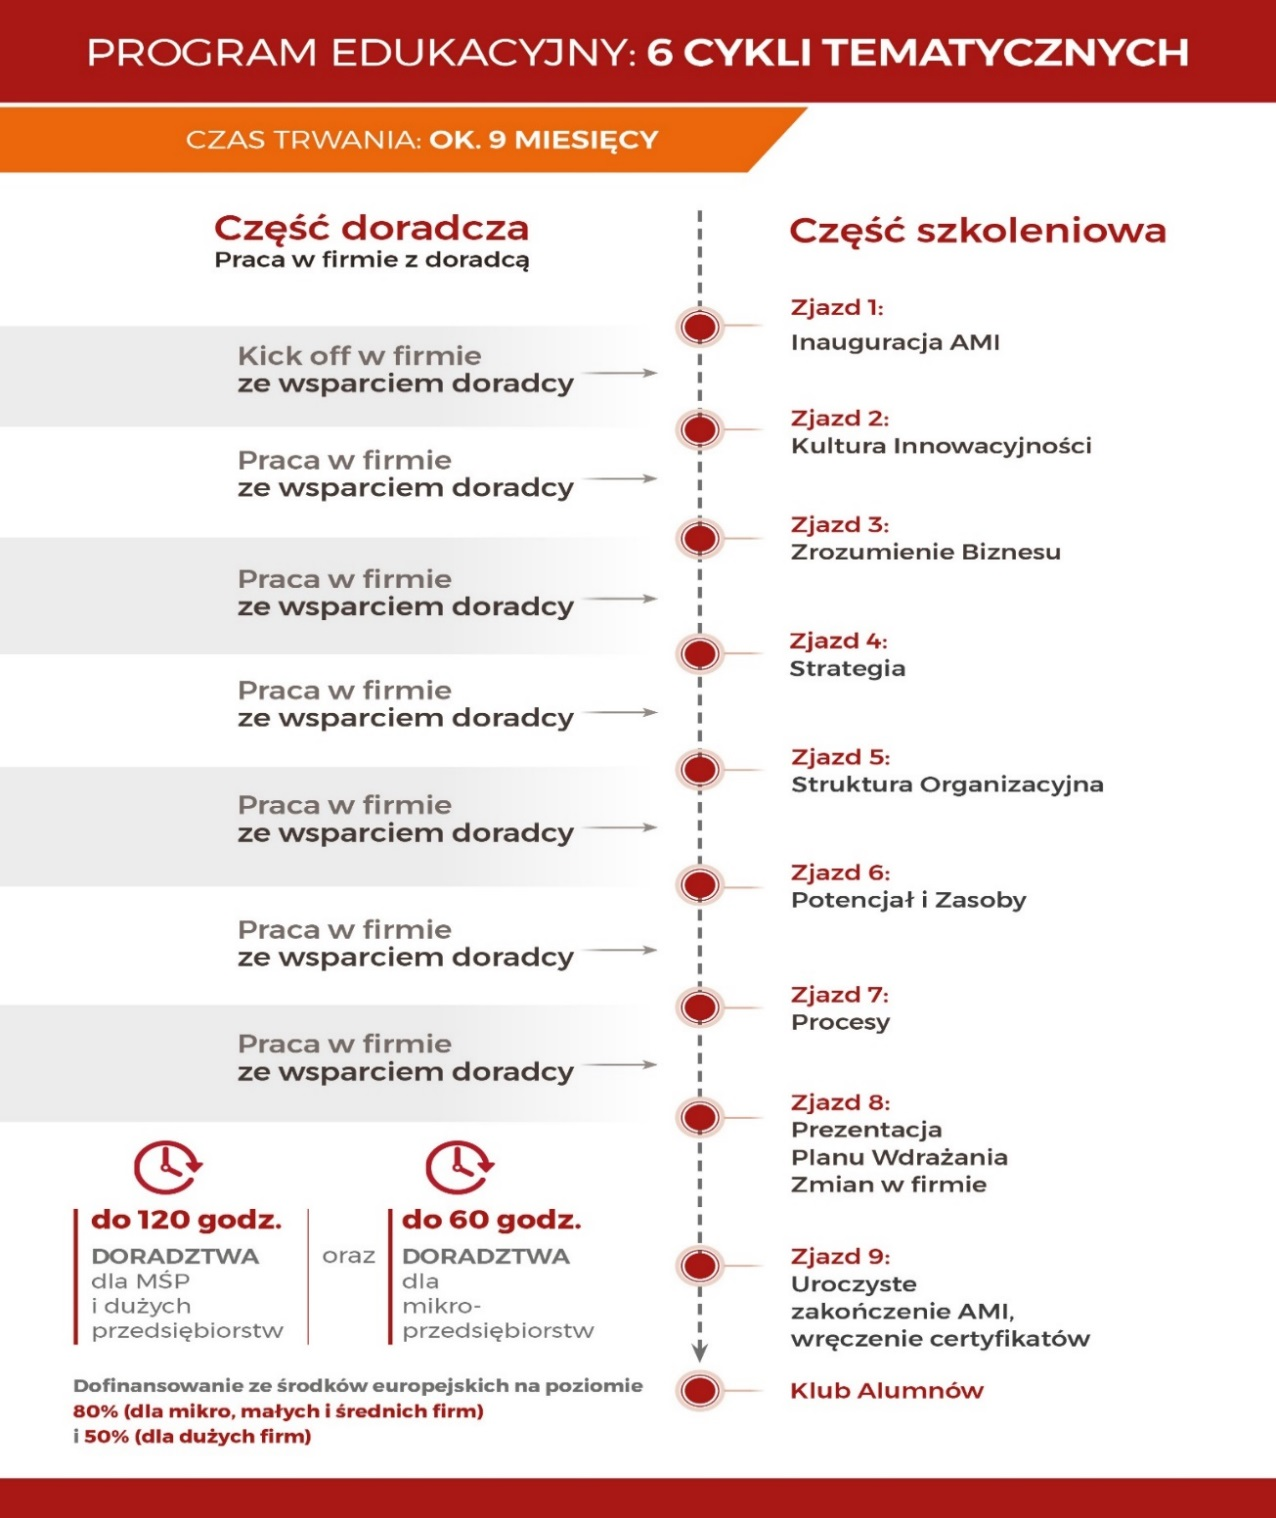 PROGRAM EDUKACYJNY: 6 CYKLI TEMATYCZNYCH
CZAS TRWANIA: OK. 9 MIESIĘCY
Część doradcza
Praca w firmie z doradcą
Kick off w firmie
ze wsparciem doradcy
Praca w firmie
ze wsparciem doradcy
Praca w firmie
ze wsparciem doradcy
Praca w firmie
ze wsparciem doradcy
Praca w firmie
ze wsparciem doradcy
Praca w firmie
ze wsparciem doradcy
Praca w firmie
ze wsparciem doradcy
Część szkoleniowa
Zjazd 1:
Inauguracja AMI
Zjazd 2:
Kultura Innowacyjności
Zjazd 3:
Zrozumienie Biznesu
Zjazd 4:
Strategia
Zjazd 5:
Struktura Organizacyjna
Zjazd 6:
Potencjał i Zasoby
Zjazd 7:
Procesy
Zjazd 8:
Prezentacja
Planu Wdrażania
Zmian w firmie
Zjazd 9:
Uroczyste
zakończenie AMI,
wręczenie certyfikatów
Klub Alumnów
do 120 godz.
DORADZTWA
dla MŚP
i dużych
przedsiębiorstw
oraz
do 60 godz.
DORADZTWA
dla
mikro-
przedsiębiorstw
Dofinansowanie ze środków europejskich na poziomie
80% (dla mikro, małych i średnich firm)
i 50% (dla dużych firm)